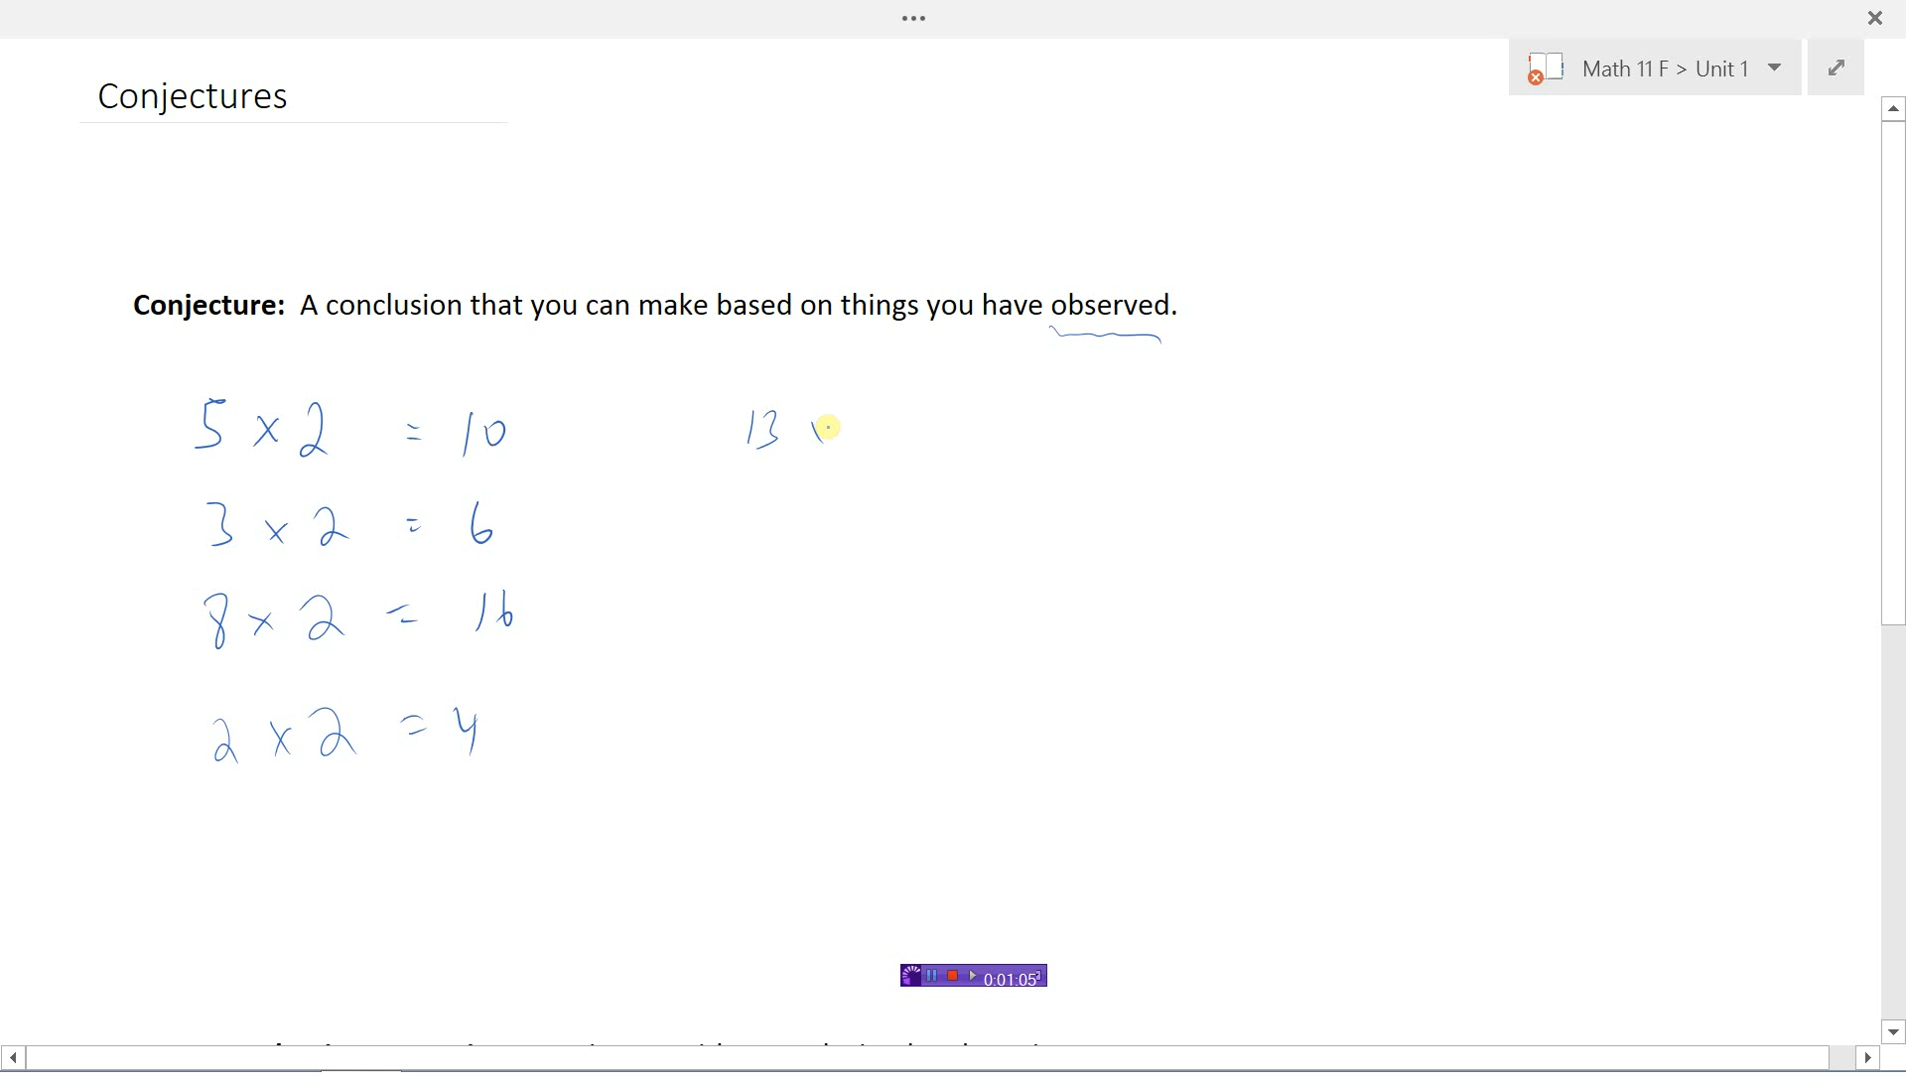 Math 11 F > Unit 1
Conjectures
Conjecture: A conclusion that you can make based on things you have observed.
5 × 2 = 10
13
3 × 2 = 6
8 × 2 = 16
2 × 2 = 4
0:01:05